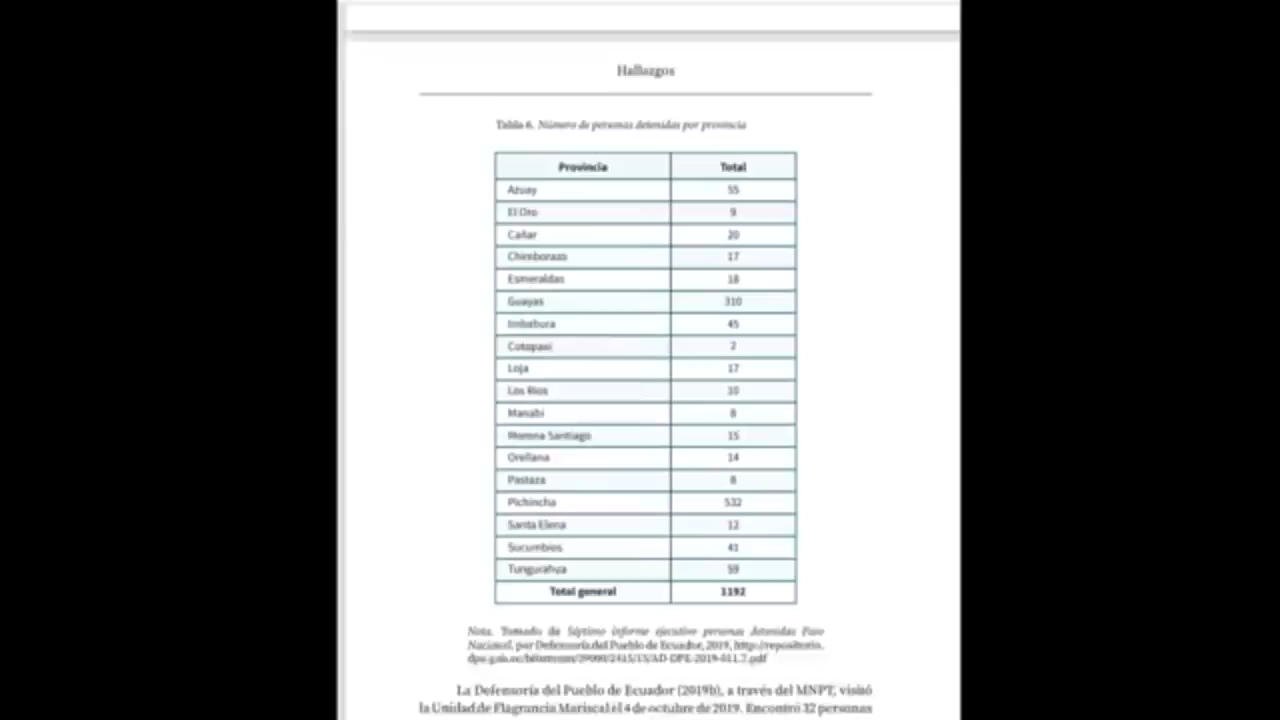 Hallazgos
Tabla 6. Número de personas detenidas por provincia
Provincia Total
Azuay 55
El Oro 9
Cañar 20
Chimborazo 17
Esmeraldas 18
Guayas 310
Imbabura 45
Cotopaxi 2
Loja 17
Los Ríos 10
Manabí 8
Morona Santiago 15
Orellana 14
Pastaza 8
Pichincha 532
Santa Elena 12
Sucumbíos 41
Tungurahua 59
Total general 1192
Nota. Tomado de Séptimo informe ejecutivo personas detenidas Paro
Nacional, por Defensoría del Pueblo de Ecuador, 2019, http://repositorio.
La Defensoría del Pueblo de Ecuador (2019b), a través del MNPT, visitó
la Unidad de Flagrancia Mariscal el 4 de octubre de 2019. Encontró 32 personas